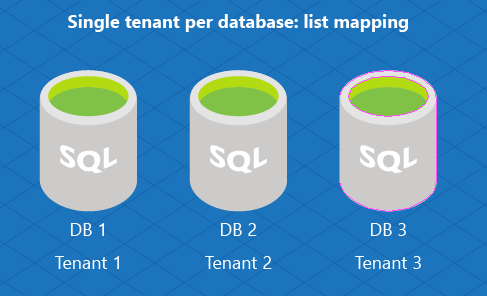 Single tenant per database: list mapping
SQL SQL SQL
DB 1 DB 2 DB 3
Tenant 1 Tenant 2 Tenant 3